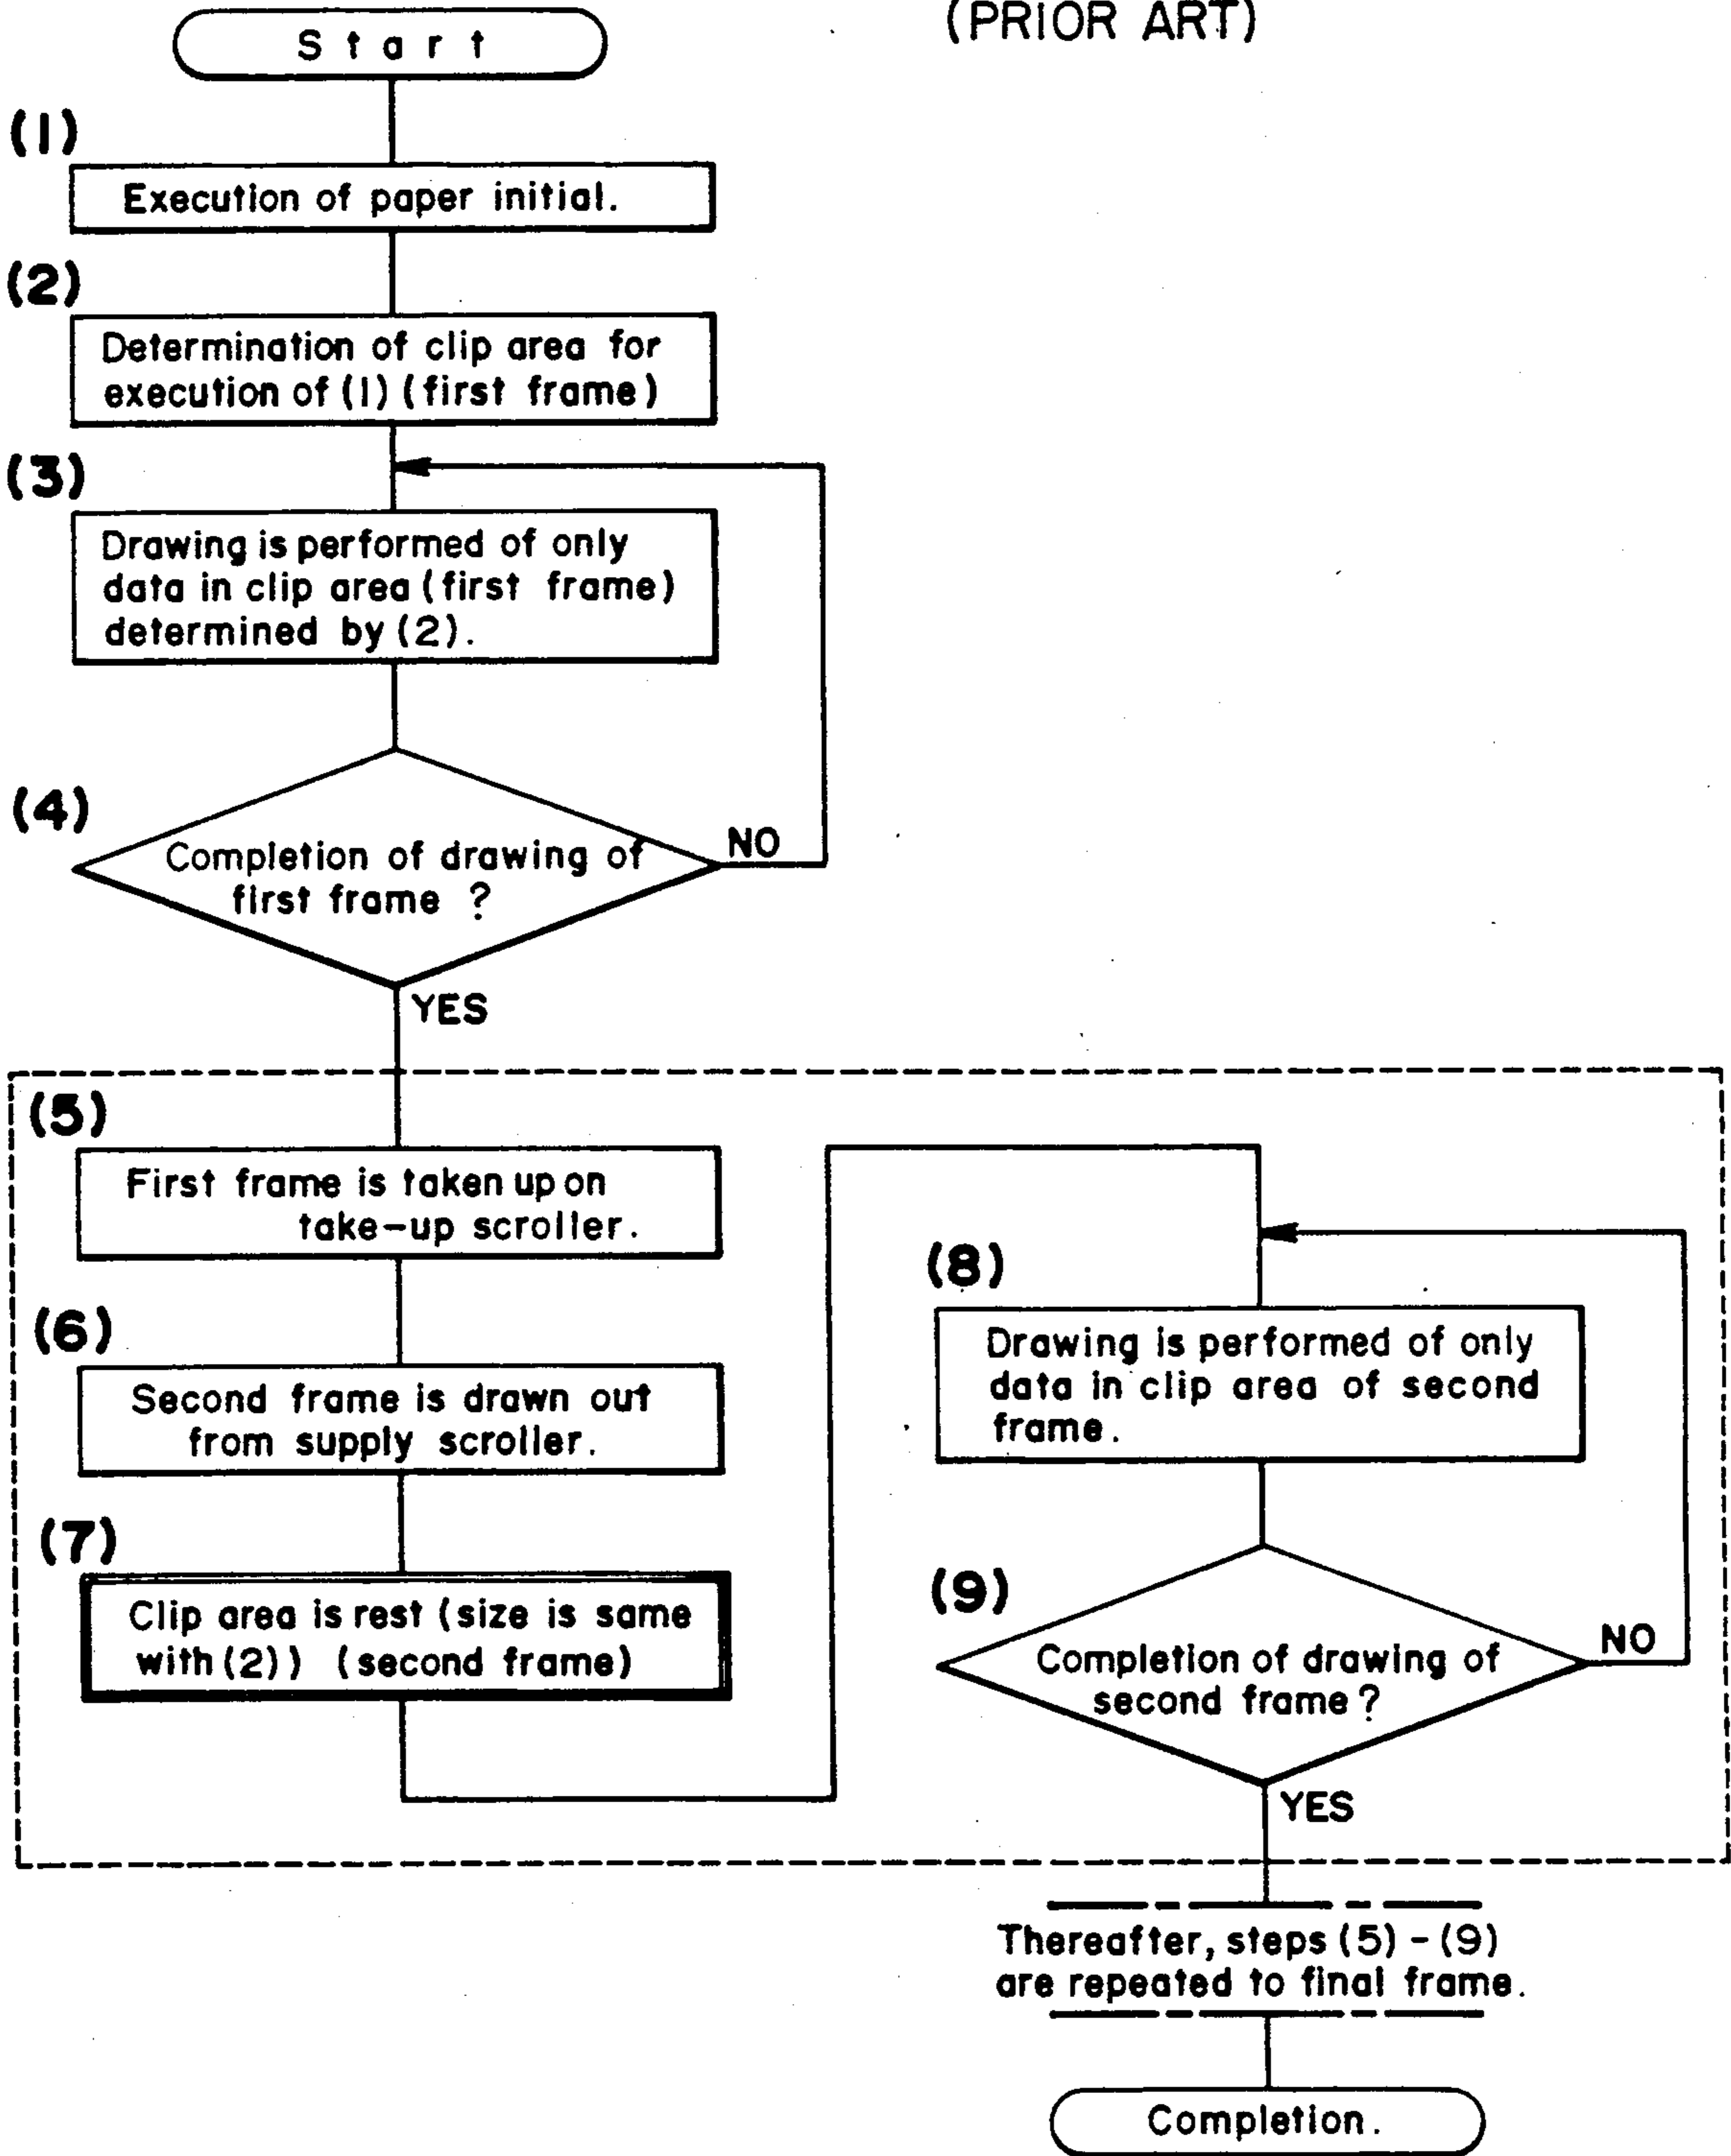 (PRIOR ART)
Start
(1)
Execution of paper initial.
(2)
Determination of clip area for
execution of (1) (first frame)
(3)
Drawing is performed of only
data in clip area (first frame)
determined by (2).
(4)
Completion of drawing of
first frame ?
NO
YES
(5)
First frame is taken up on
take-up scroller.
(6)
Second frame is drawn out
from supply scroller.
(7)
Clip area is rest (size is same
with (2)) (second frame)
(8)
Drawing is performed of only
data in clip area of second
frame.
(9)
Completion of drawing of
second frame ?
NO
YES
Thereafter, steps (5) - (9)
are repeated to final frame.
Completion.